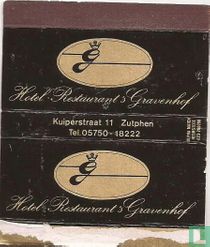 Hotel-Restaurant 's Gravenhof
Kuiperstraat 11 Zutphen
Tel. 05750-18222
Hotel-Restaurant 's Gravenhof